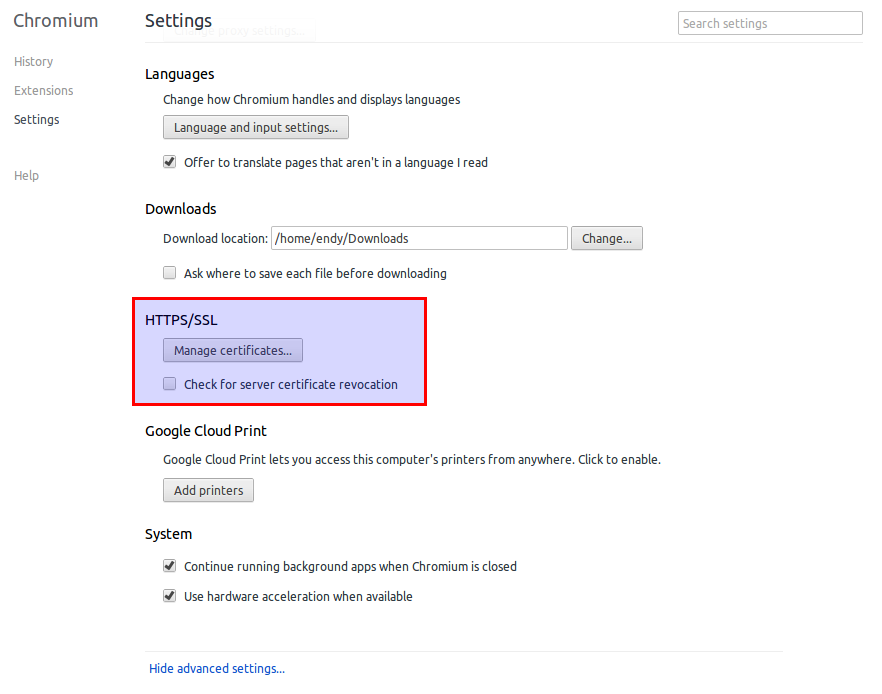 Chromium
History
Extensions
Settings
Help
Settings
Search settings
Languages
Change how Chromium handles and displays languages
Language and input settings...
Offer to translate pages that aren't in a language I read
Downloads
Download location: /home/endy/Downloads Change...
Ask where to save each file before downloading
HTTPS/SSL
Manage certificates...
Check for server certificate revocation
Google Cloud Print
Google Cloud Print lets you access this computer's printers from anywhere. Click to enable.
Add printers
System
Continue running background apps when Chromium is closed
Use hardware acceleration when available
Hide advanced settings...